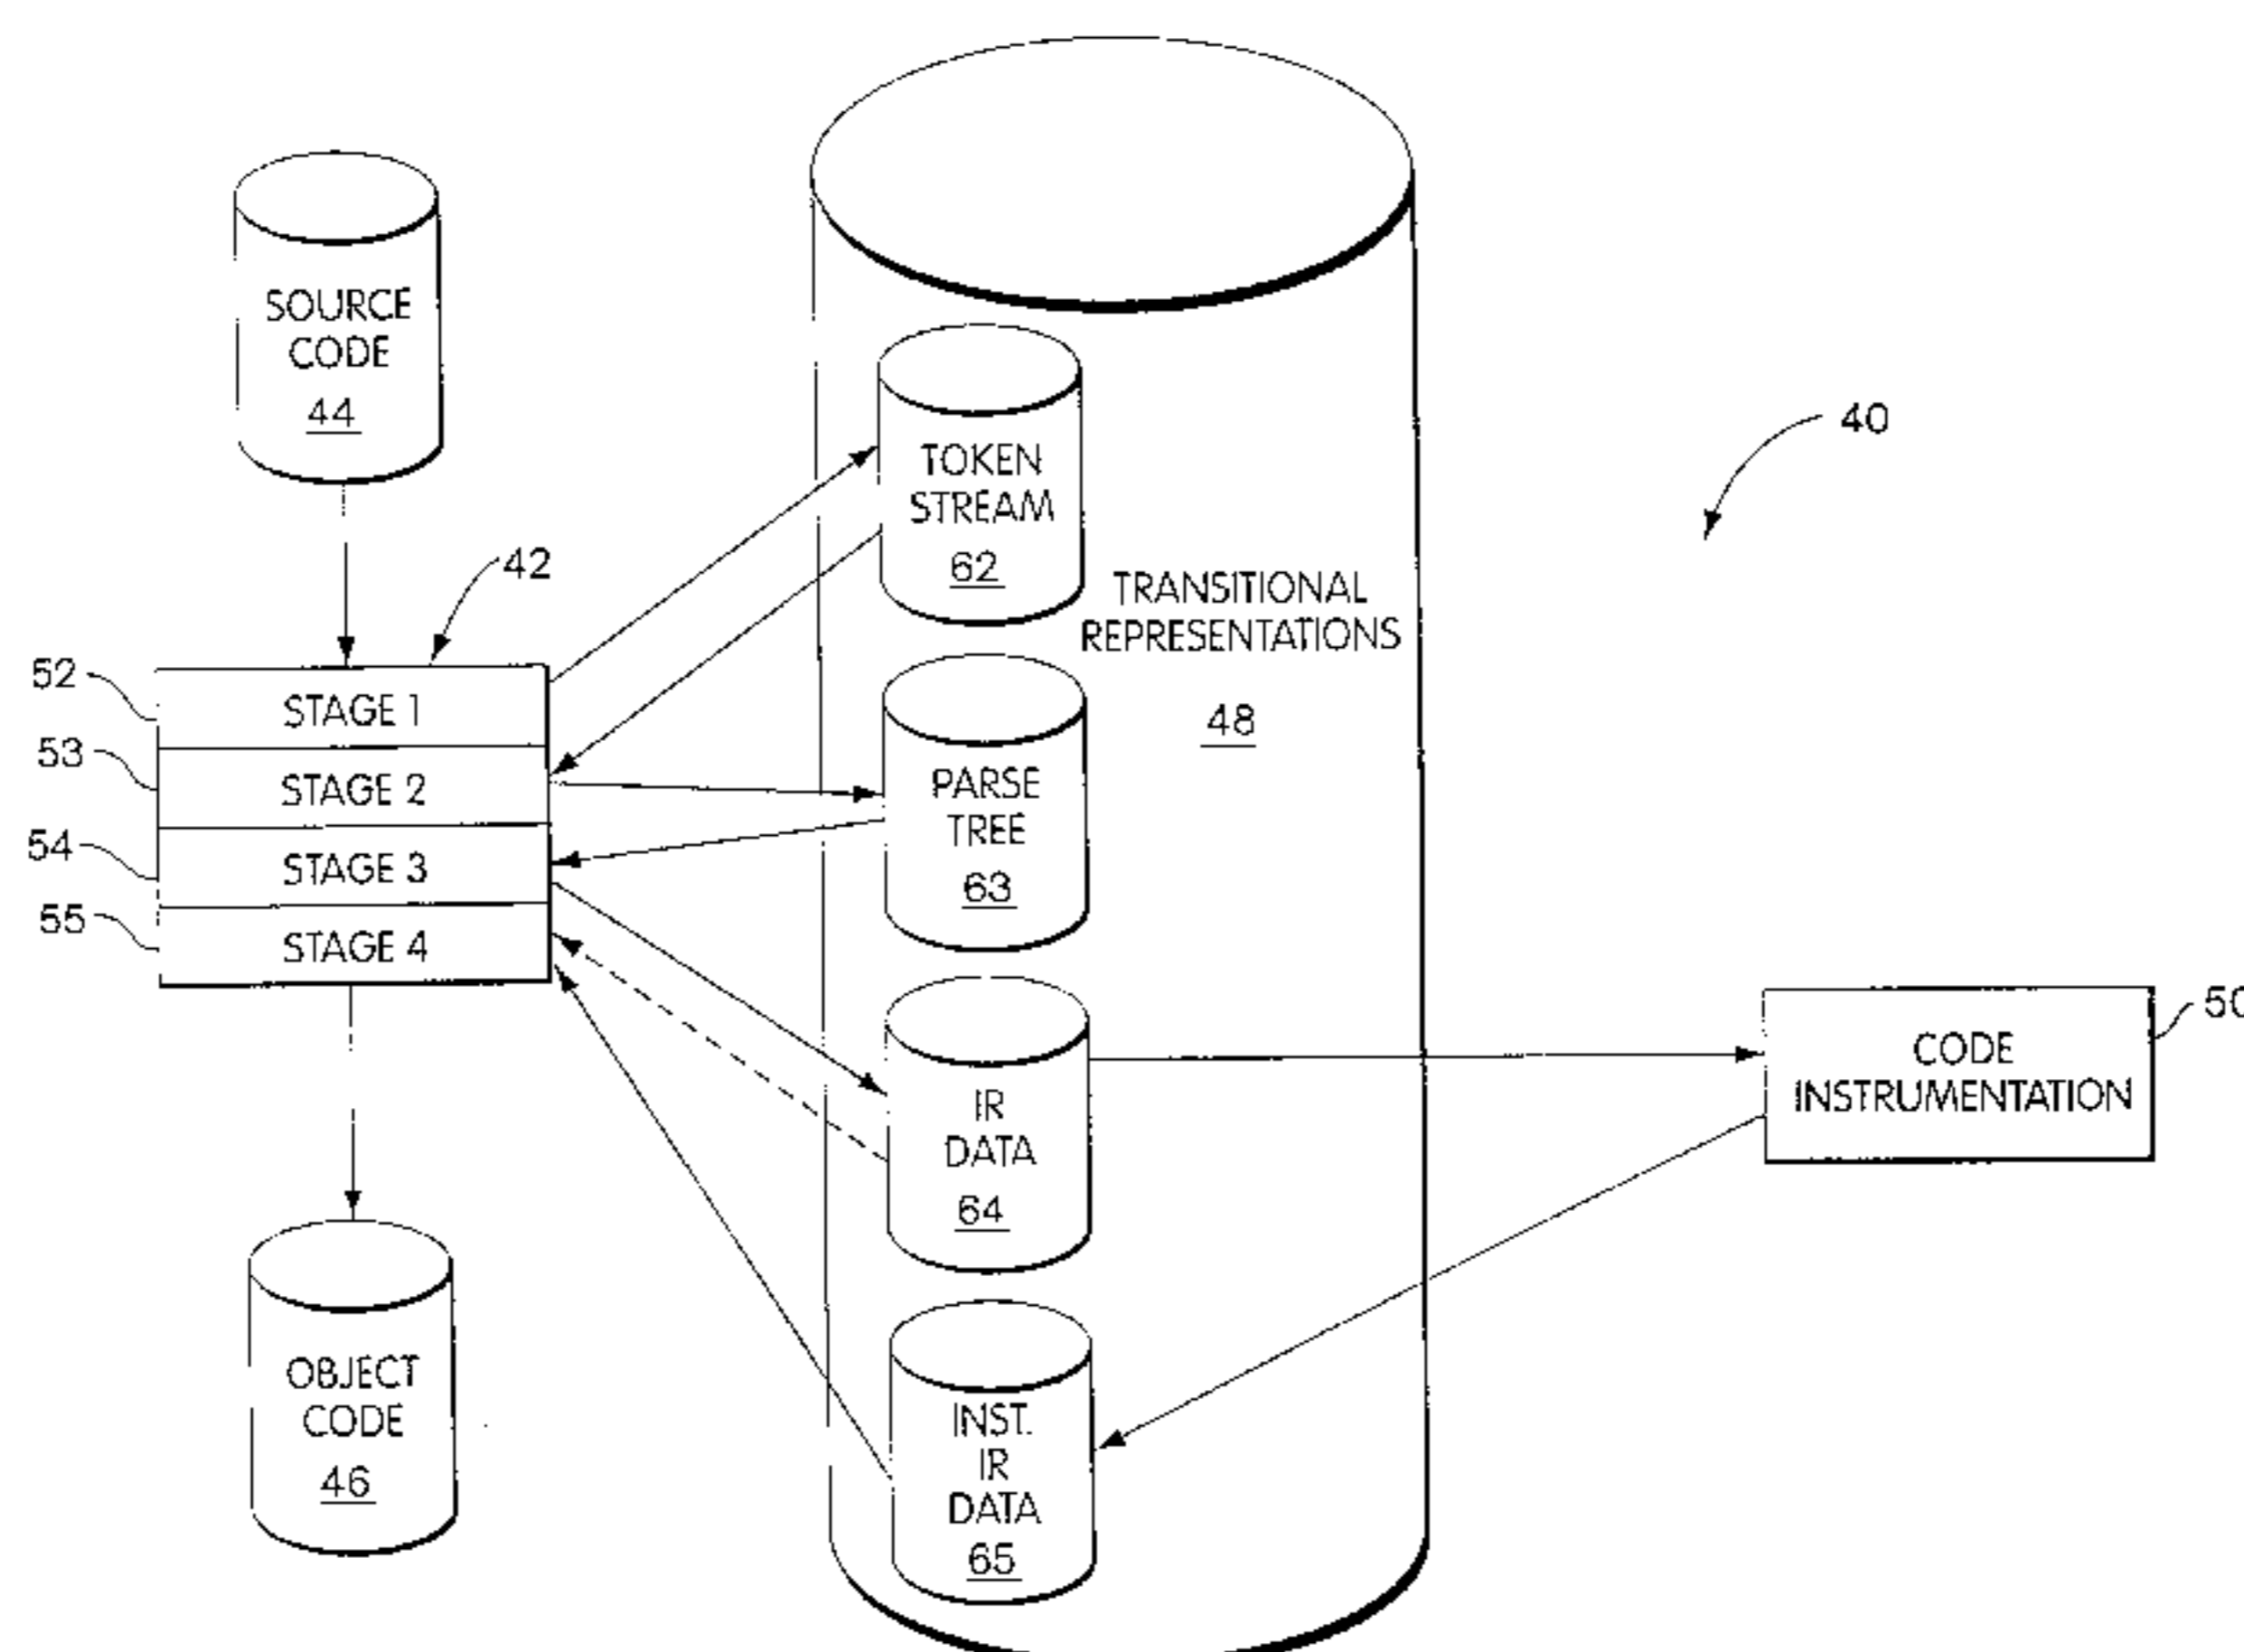 SOURCE
CODE
44
42
52
STAGE 1
53
STAGE 2
54
STAGE 3
55
STAGE 4
OBJECT
CODE
46
TOKEN
STREAM
62
TRANSITIONAL
REPRESENTATIONS
48
PARSE
TREE
63
IR
DATA
64
INST.
IR
DATA
65
40
50
CODE
INSTRUMENTATION